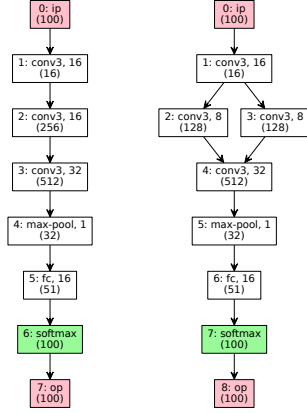 0: ip
(100)
1: conv3, 16
(16)
2: conv3, 16
(256)
3: conv3, 32
(512)
4: max-pool, 1
(32)
5: fc, 16
(51)
6: softmax
(100)
7: op
(100)
0: ip
(100)
1: conv3, 16
(16)
2: conv3, 8
(128)
3: conv3, 8
(128)
4: conv3, 32
(512)
5: max-pool, 1
(32)
6: fc, 16
(51)
7: softmax
(100)
8: op
(100)